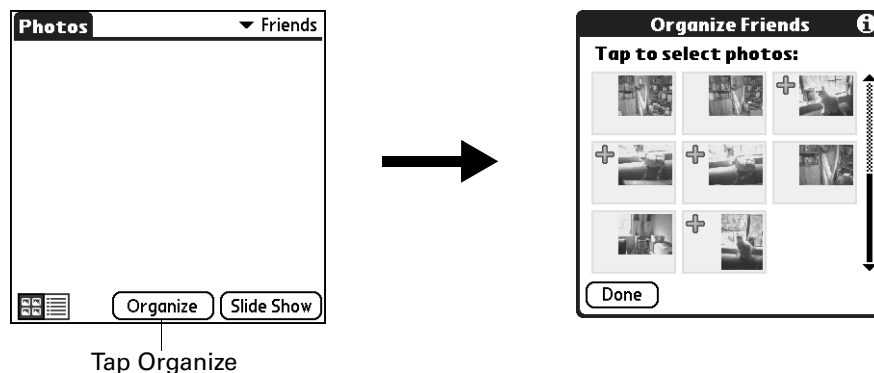 Photos
Friends
Organize
Slide Show
Tap Organize
Organize Friends
Tap to select photos:
Done